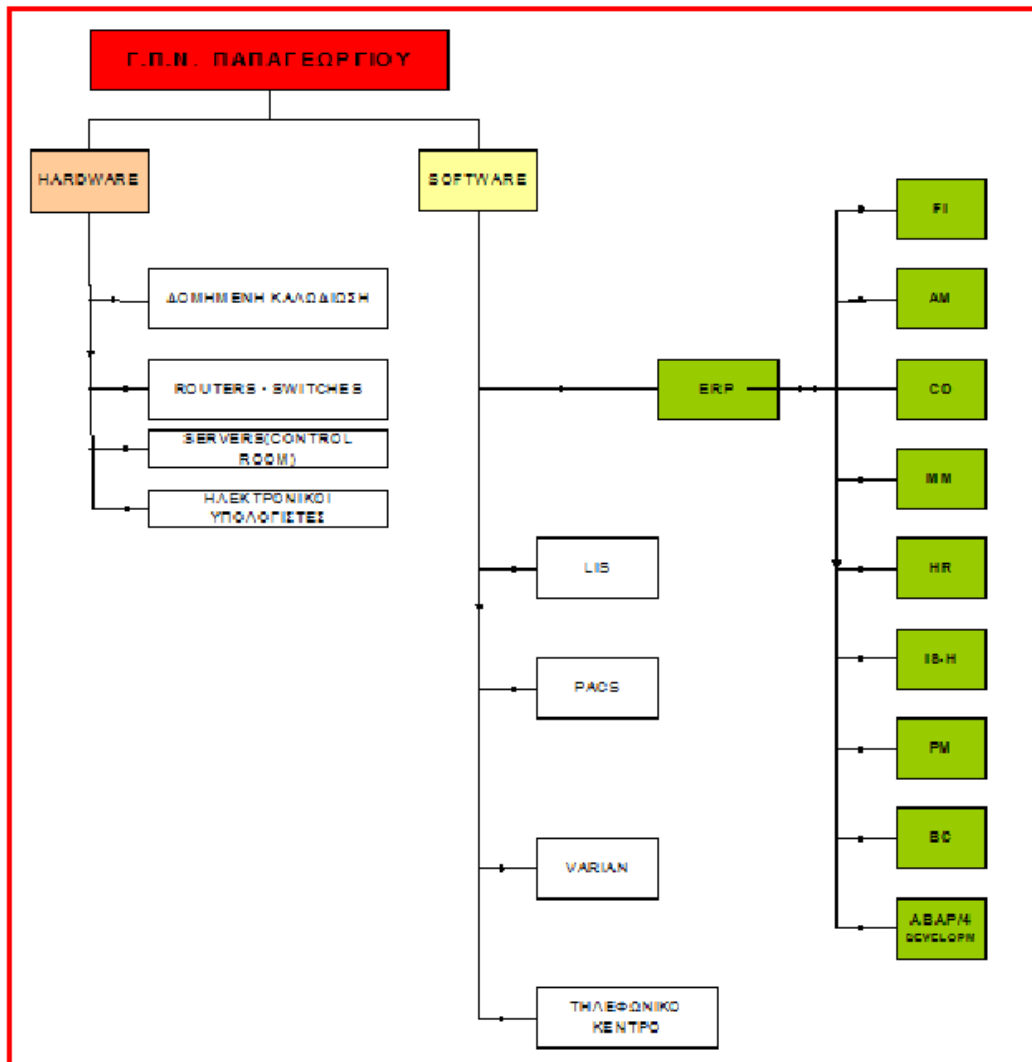 Γ.Π.Ν. ΠΑΠΑΓΕΩΡΓΙΟΥ
HARDWARE
SOFTWARE
ΔΟΜΗΜΕΝΗ ΚΑΛΩΔΙΩΣΗ
ROUTERS - SWITCHES
SERVERS(CONTROL
ROOM)
ΗΛΕΚΤΡΟΝΙΚΟΙ
ΥΠΟΛΟΓΙΣΤΕΣ
ERP
LIS
PACS
VARIAN
ΤΗΛΕΦΩΝΙΚΟ
ΚΕΝΤΡΟ
FI
AM
CO
MM
HR
IS-H
PM
BC
ABAP/4
DEVELOPM